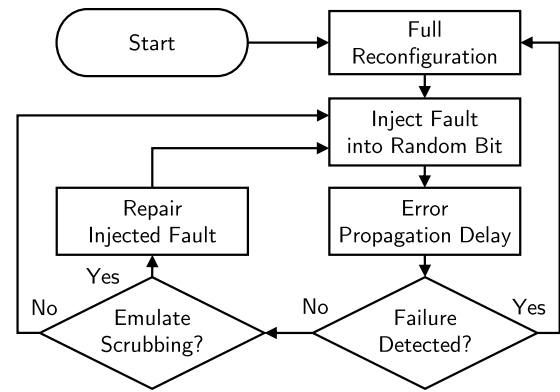 Start
Full
Reconfiguration
Inject Fault
into Random Bit
Repair
Injected Fault
Error
Propagation Delay
Yes
No
Emulate
Scrubbing?
No
Failure
Detected?
Yes